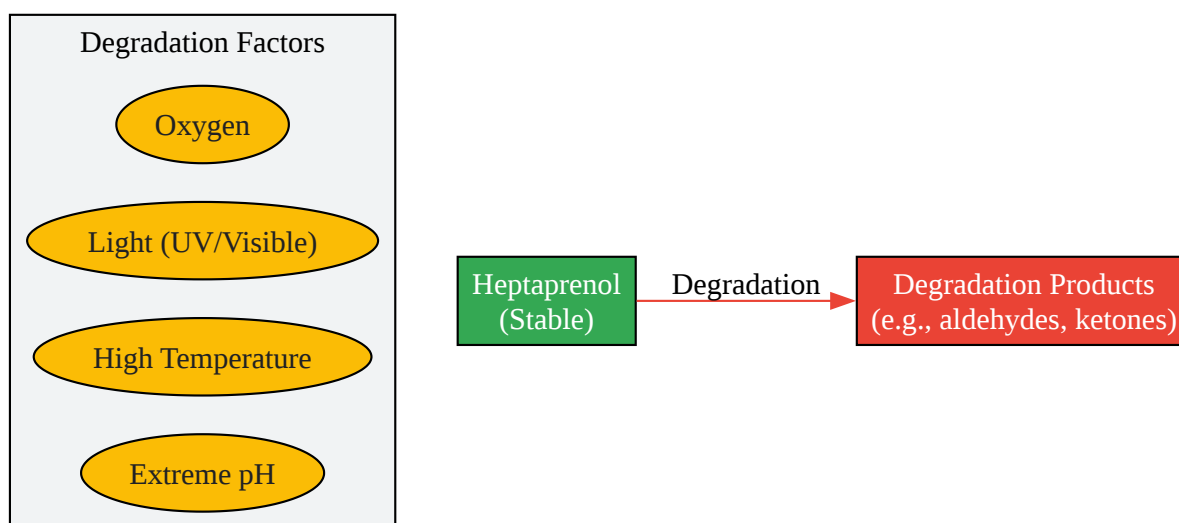 Degradation Factors
Oxygen
Light (UV/Visible)
High Temperature
Extreme pH
Heptaprenol
(Stable)
Degradation
Degradation Products
(e.g., aldehydes, ketones)